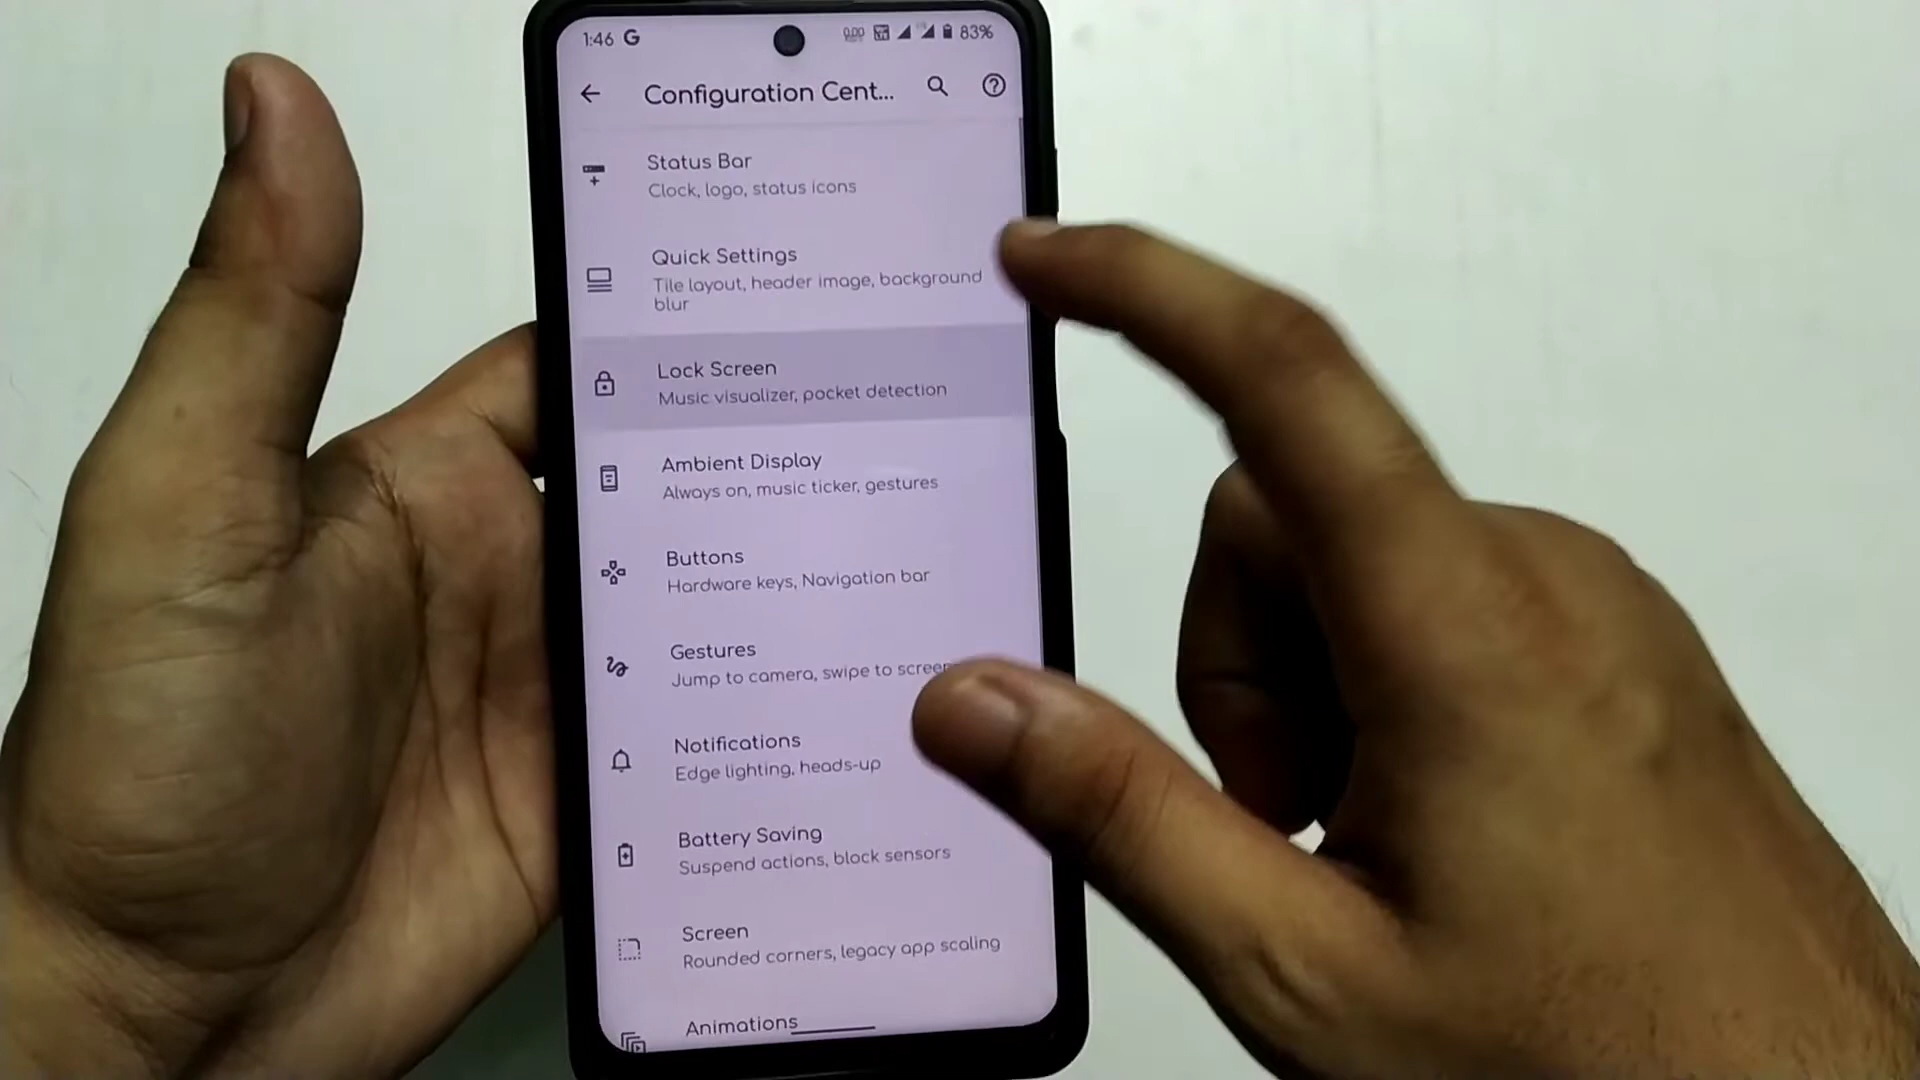 1:46 G 83%
Configuration Cent...
Status Bar
Clock, logo, status icons
Quick Settings
Tile layout, header image, background
blur
Lock Screen
Music visualizer, pocket detection
Ambient Display
Always on, music ticker, gestures
Buttons
Hardware keys, Navigation bar
Gestures
Jump to camera, swipe to screen
Notifications
Edge lighting, heads-up
Battery Saving
Suspend actions, block sensors
Screen
Rounded corners, legacy app scaling
Animations